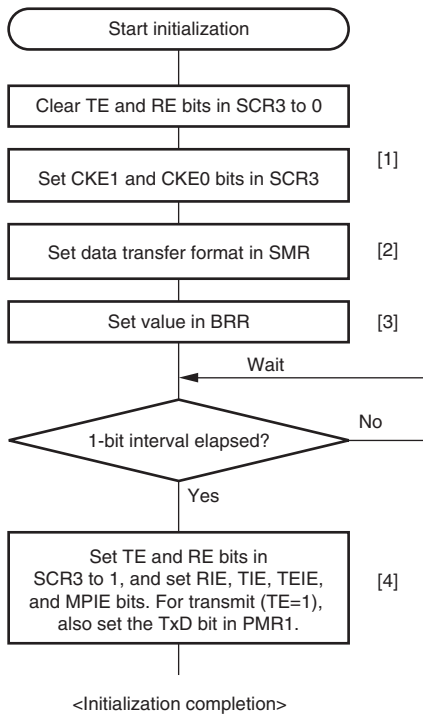 Start initialization
Clear TE and RE bits in SCR3 to 0
[1]
Set CKE1 and CKE0 bits in SCR3
Set data transfer format in SMR
[2]
Set value in BRR
[3]
Wait
1-bit interval elapsed?
No
Yes
Set TE and RE bits in
SCR3 to 1, and set RIE, TIE, TEIE,
and MPIE bits. For transmit (TE=1),
also set the TxD bit in PMR1.
[4]
<Initialization completion>